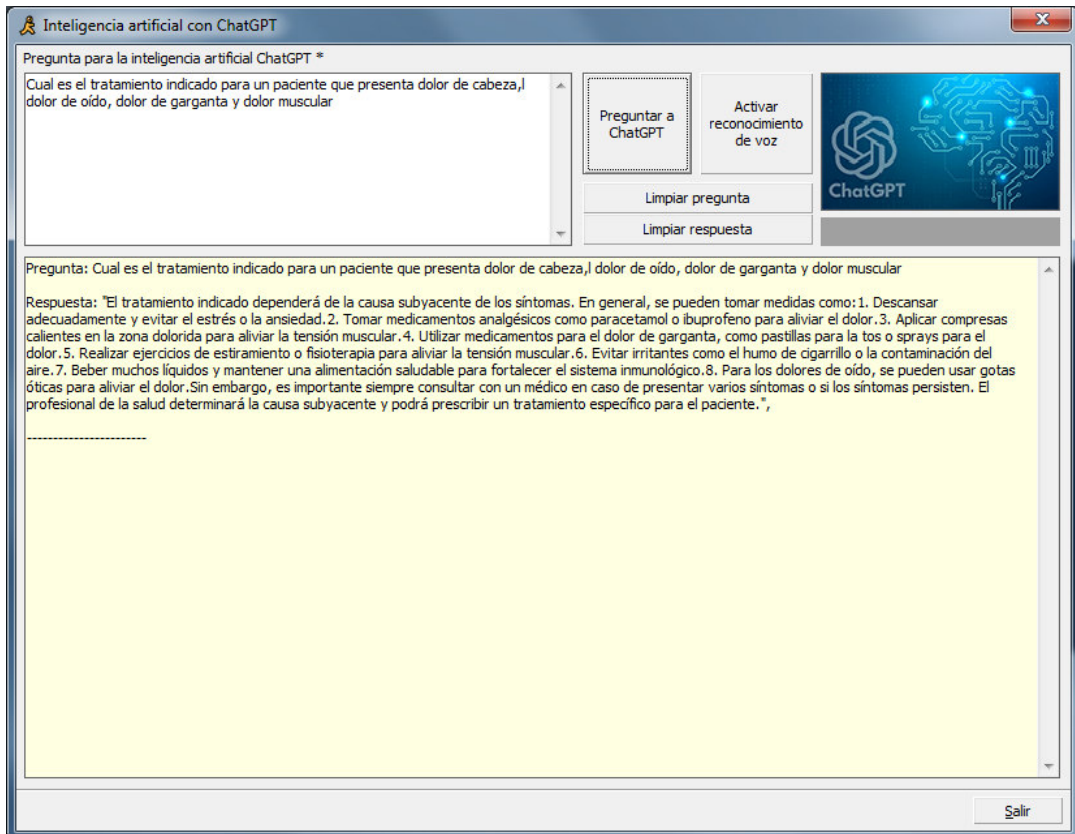 Inteligencia artificial con ChatGPT
Pregunta para la inteligencia artificial ChatGPT *
Cual es el tratamiento indicado para un paciente que presenta dolor de cabeza,l
dolor de oído, dolor de garganta y dolor muscular
Preguntar a
ChatGPT
Activar
reconocimiento
de voz
ChatGPT
Limpiar pregunta
Limpiar respuesta
Pregunta: Cual es el tratamiento indicado para un paciente que presenta dolor de cabeza,l dolor de oído, dolor de garganta y dolor muscular
Respuesta: "El tratamiento indicado dependerá de la causa subyacente de los síntomas. En general, se pueden tomar medidas como:1. Descansar
adecuadamente y evitar el estrés o la ansiedad.2. Tomar medicamentos analgésicos como paracetamol o ibuprofeno para aliviar el dolor.3. Aplicar compresas
calientes en la zona dolorida para aliviar la tensión muscular.4. Utilizar medicamentos para el dolor de garganta, como pastillas para la tos o sprays para el
dolor.5. Realizar ejercicios de estiramiento o fisioterapia para aliviar la tensión muscular.6. Evitar irritantes como el humo de cigarrillo o la contaminación del
aire.7. Beber muchos líquidos y mantener una alimentación saludable para fortalecer el sistema inmunológico.8. Para los dolores de oído, se pueden usar gotas
óticas para aliviar el dolor.Sin embargo, es importante siempre consultar con un médico en caso de presentar varios síntomas o si los síntomas persisten. El
profesional de la salud determinará la causa subyacente y podrá prescribir un tratamiento específico para el paciente.",
-----------------------
Salir